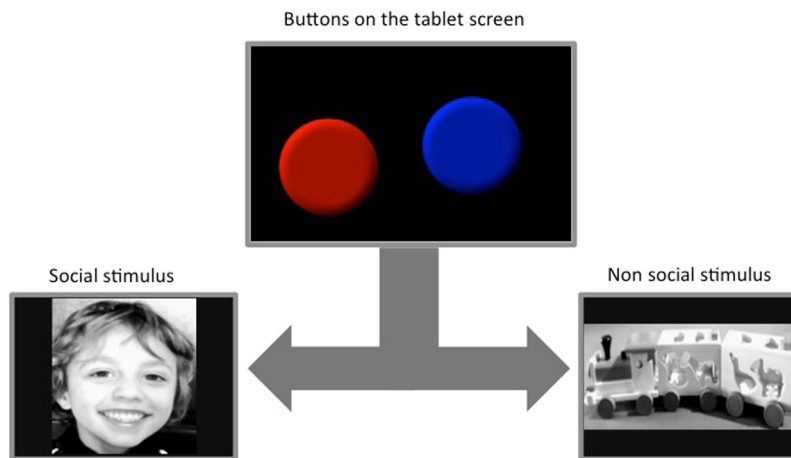 Buttons on the tablet screen
Social stimulus
Non social stimulus